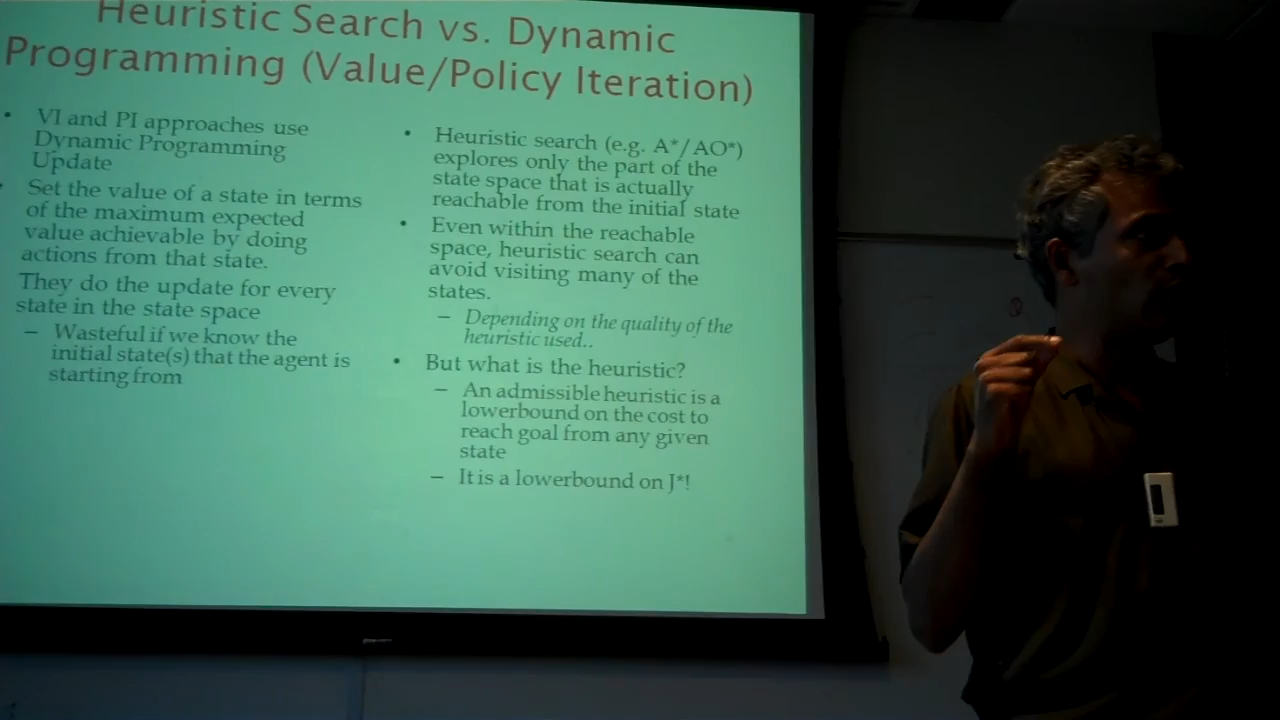 Heuristic Search vs. Dynamic
Programming (Value/Policy Iteration)
• VI and PI approaches use
Dynamic Programming
Update
• Set the value of a state in terms
of the maximum expected
value achievable by doing
actions from that state.
They do the update for every
state in the state space
– Wasteful if we know the
initial state(s) that the agent is
starting from
• Heuristic search (e.g. A*/AO*)
explores only the part of the
state space that is actually
reachable from the initial state
• Even within the reachable
space, heuristic search can
avoid visiting many of the
states.
– Depending on the quality of the
heuristic used..
• But what is the heuristic?
– An admissible heuristic is a
lowerbound on the cost to
reach goal from any given
state
– It is a lowerbound on J*!